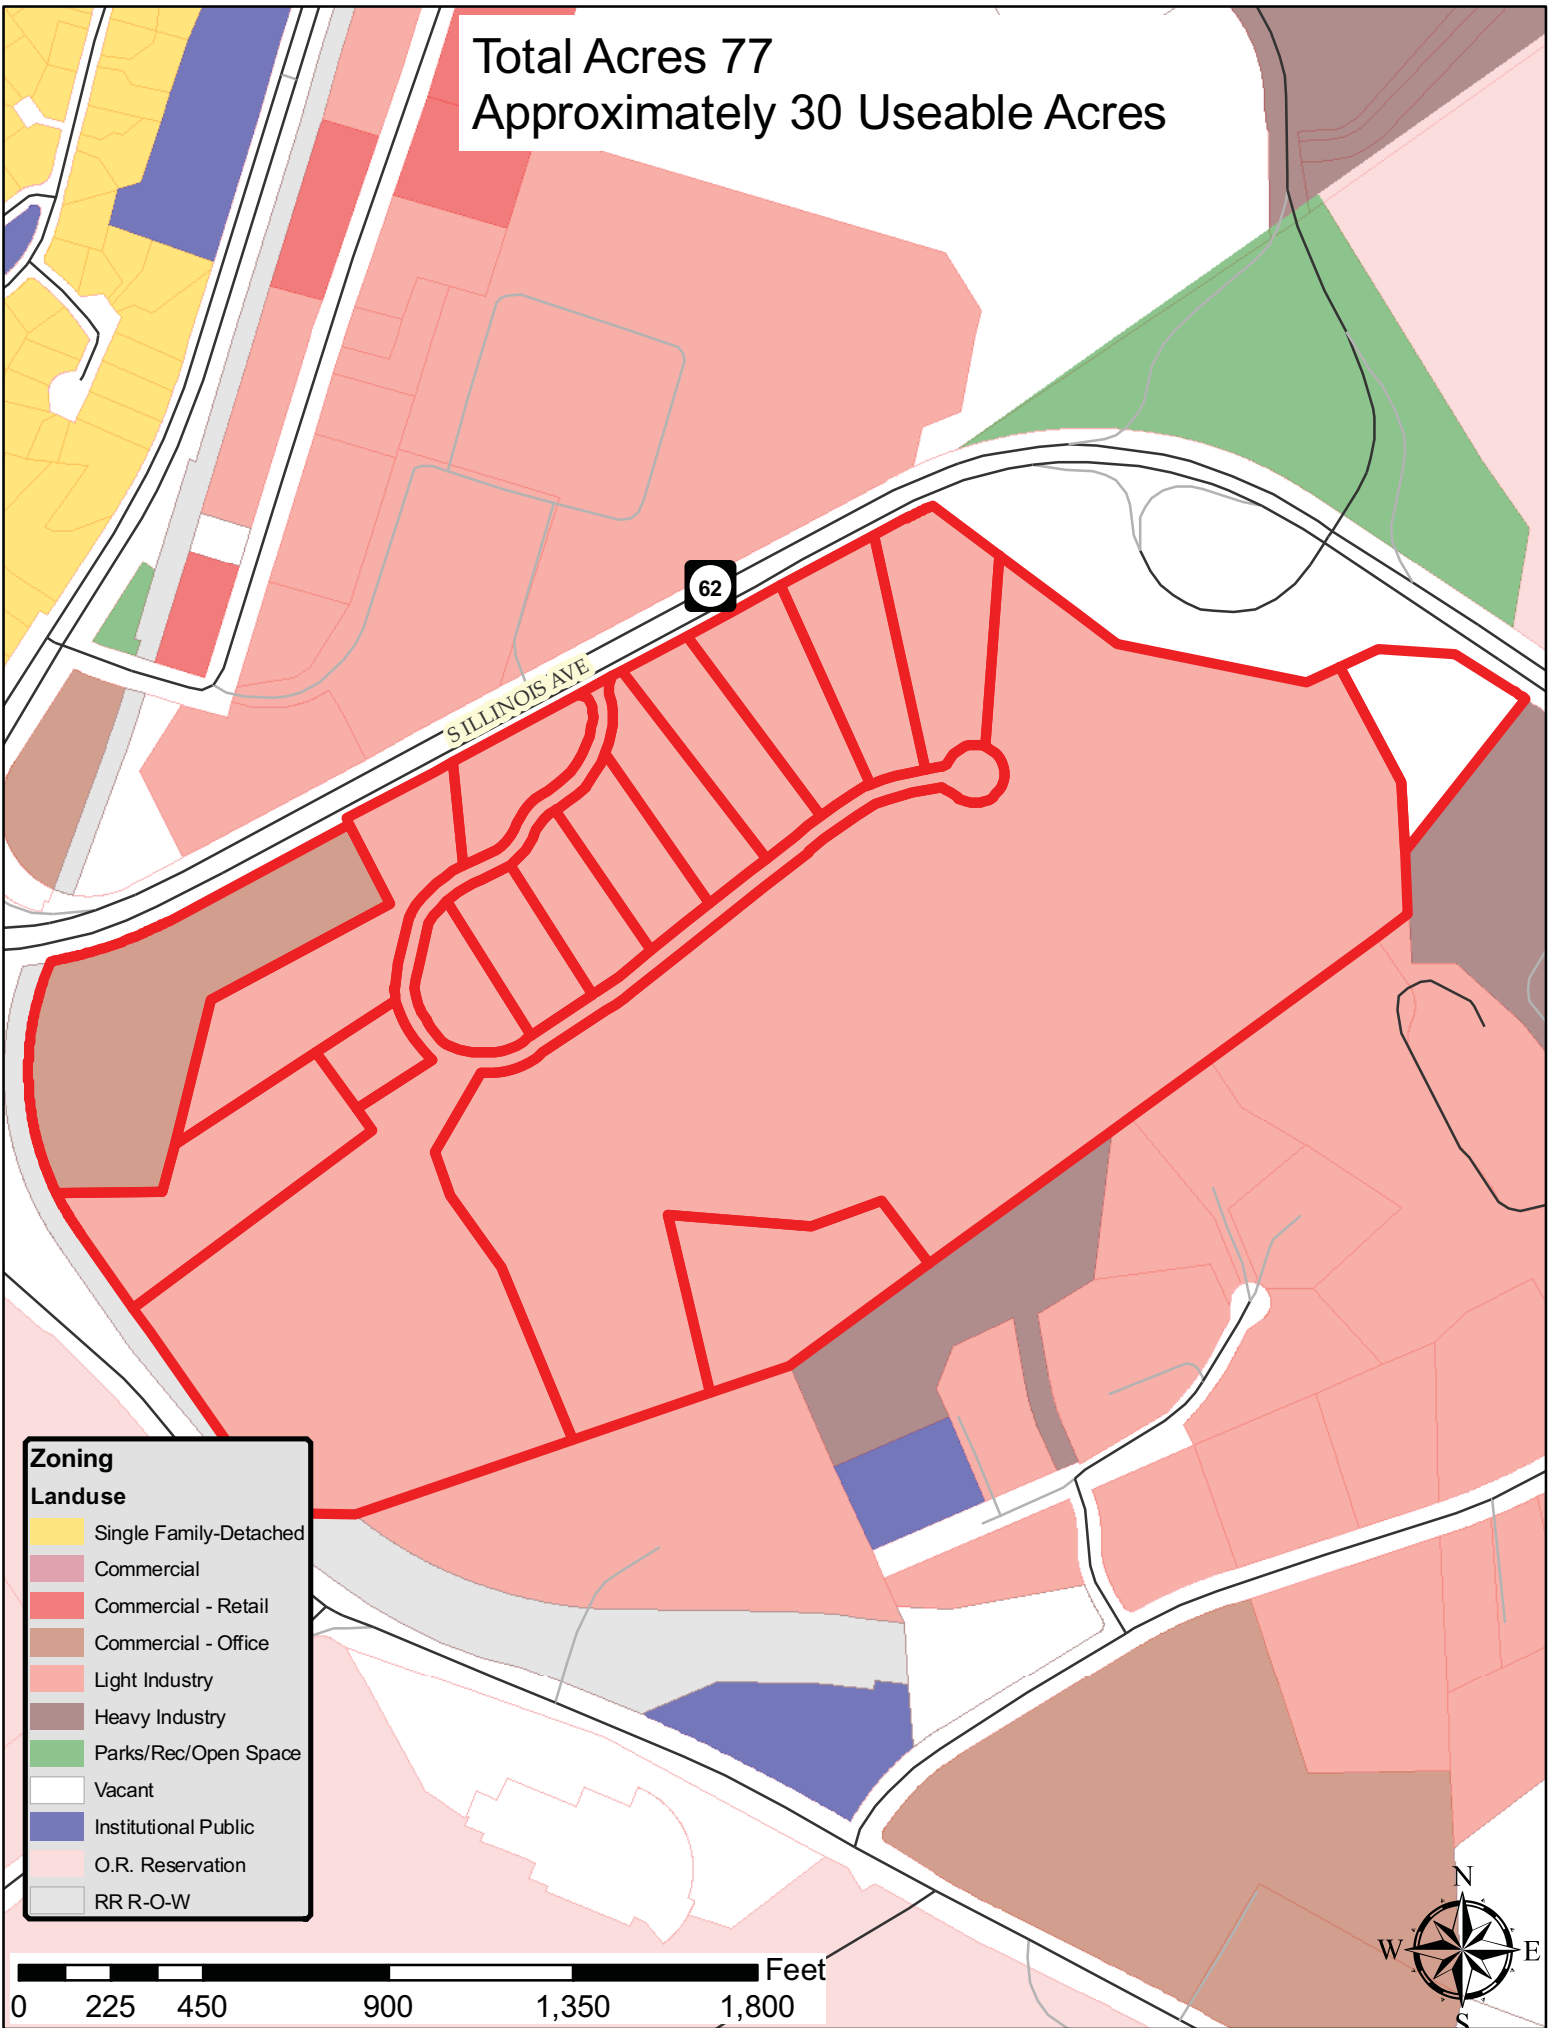 Total Acres 77
Approximately 30 Useable Acres
62
S ILLINOIS AVE
Zoning
Landuse
Single Family-Detached
Commercial
Commercial - Retail
Commercial - Office
Light Industry
Heavy Industry
Parks/Rec/Open Space
Vacant
Institutional Public
O.R. Reservation
RR R-O-W
N
W E
S
Feet
0 225 450 900 1,350 1,800